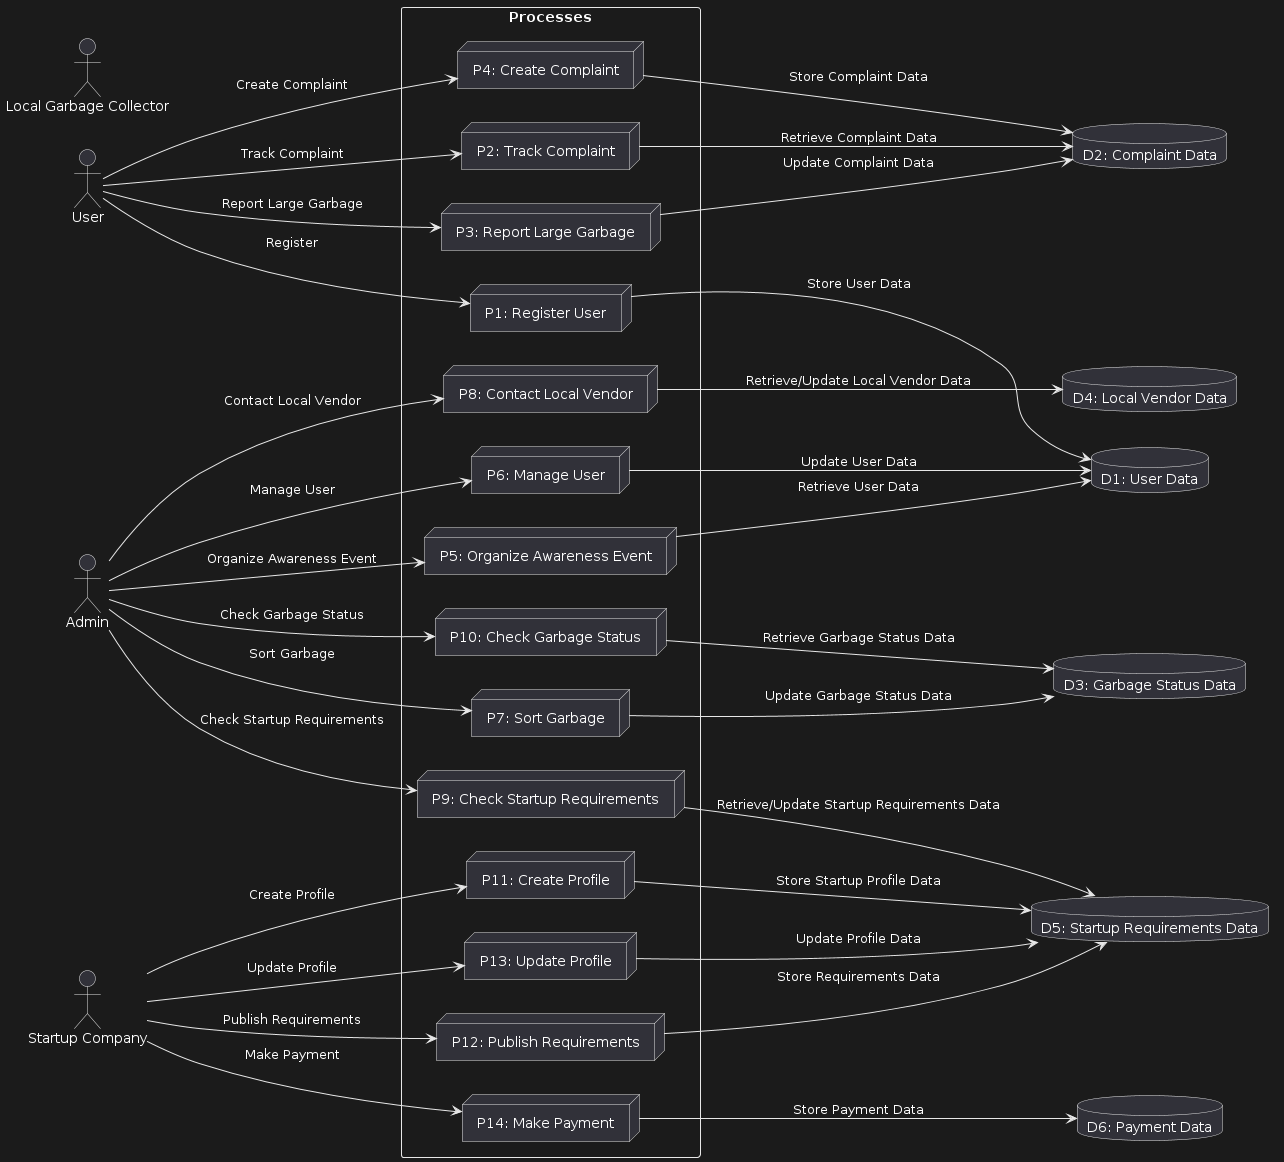 Processes
Local Garbage Collector
User
Admin
Startup Company
Create Complaint
Track Complaint
Report Large Garbage
Register
Contact Local Vendor
Manage User
Organize Awareness Event
Check Garbage Status
Sort Garbage
Check Startup Requirements
Create Profile
Update Profile
Publish Requirements
Make Payment
P4: Create Complaint
P2: Track Complaint
P3: Report Large Garbage
P1: Register User
P8: Contact Local Vendor
P6: Manage User
P5: Organize Awareness Event
P10: Check Garbage Status
P7: Sort Garbage
P9: Check Startup Requirements
P11: Create Profile
P13: Update Profile
P12: Publish Requirements
P14: Make Payment
Store Complaint Data
Retrieve Complaint Data
Update Complaint Data
Store User Data
Retrieve/Update Local Vendor Data
Update User Data
Retrieve User Data
Retrieve Garbage Status Data
Update Garbage Status Data
Retrieve/Update Startup Requirements Data
Store Startup Profile Data
Update Profile Data
Store Requirements Data
Store Payment Data
D2: Complaint Data
D4: Local Vendor Data
D1: User Data
D3: Garbage Status Data
D5: Startup Requirements Data
D6: Payment Data